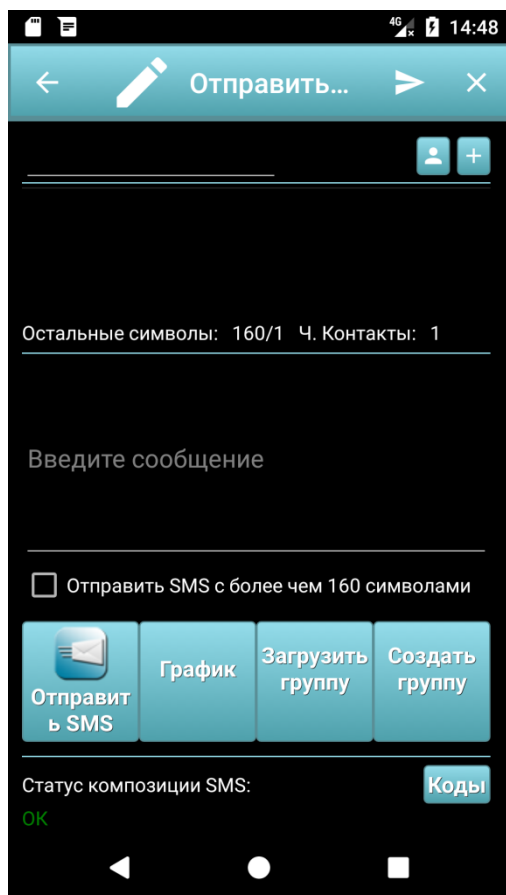 4G 14:48
Отправить...
Остальные символы: 160/1 Ч. Контакты: 1
Введите сообщение
Отправить SMS с более чем 160 символами
Отправит
ь SMS
График
Загрузить
группу
Создать
группу
Статус композиции SMS:
Коды
OK